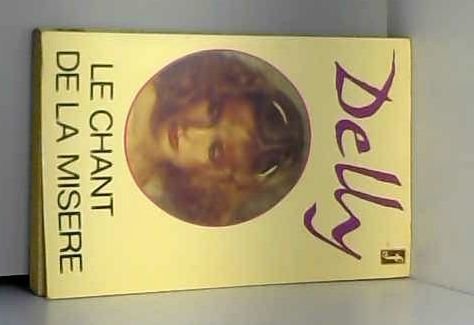 Delly
f
LE CHANT
DE LA MISERE